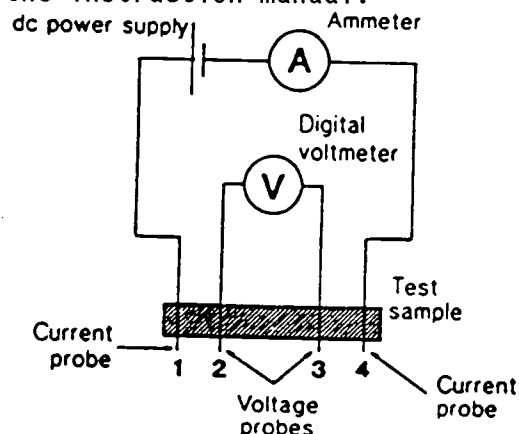 dc power supply
Ammeter
A
Digital
voltmeter
V
Test
sample
Current
probe
1 2 3 4
Voltage
probes
Current
probe